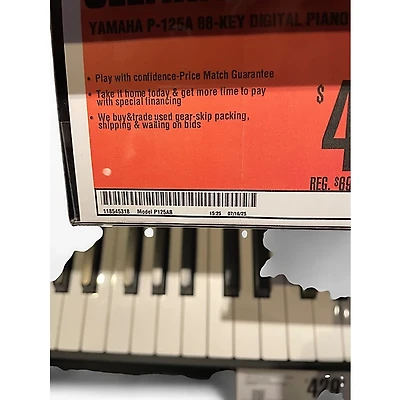 YAMAHA P-125A 88-KEY DIGITAL PIANO
• Play with confidence-Price Match Guarantee
• Take it home today & get more time to pay
with special financing*
• We buy&trade used gear-skip packing,
shipping & waiting on bids
$4
REG. $69
118545318 Model P125AB 15:25 07/16/25